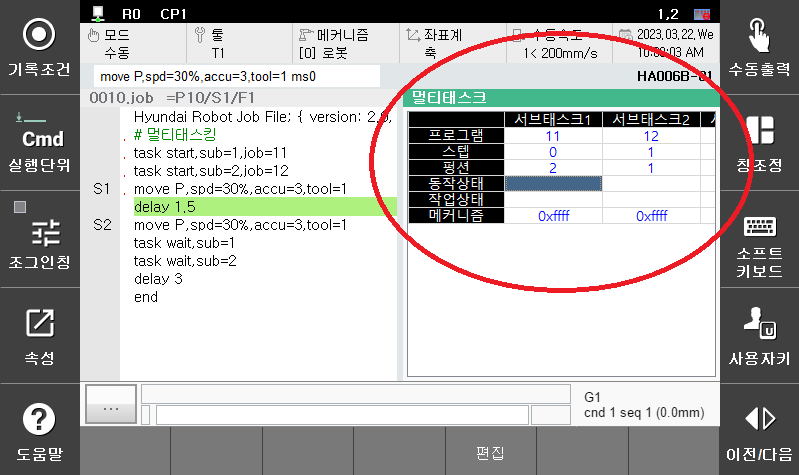 R0 CP1 1,2
기록조건
모드
수동
툴
T1
메커니즘
[0] 로봇
좌표계
축
수동속도
1< 200mm/s
2023,03,22,We
수동출력
move P,spd=30%,accu=3,tool=1 ms0
0010.job =P10/S1/F1
멀티태스크
Cmd
실행단위
조그인칭
속성
도움말
Hyundai Robot Job File; { version: 2.0,
# 멀티태스킹
task start,sub=1,job=11
task start,sub=2,job=12
S1 move P,spd=30%,accu=3,tool=1
delay 1.5
S2 move P,spd=30%,accu=3,tool=1
task wait,sub=1
task wait,sub=2
delay 3
end
서브태스크1 서브태스크2
프로그램 11 12
스텝 0 1
펑션 2 1
동작상태
작업상태
메커니즘 0xffff 0xffff
창조정
소프트
키보드
사용자키
이전/다음
...
G1
cnd 1 seq 1 (0.0mm)
편집